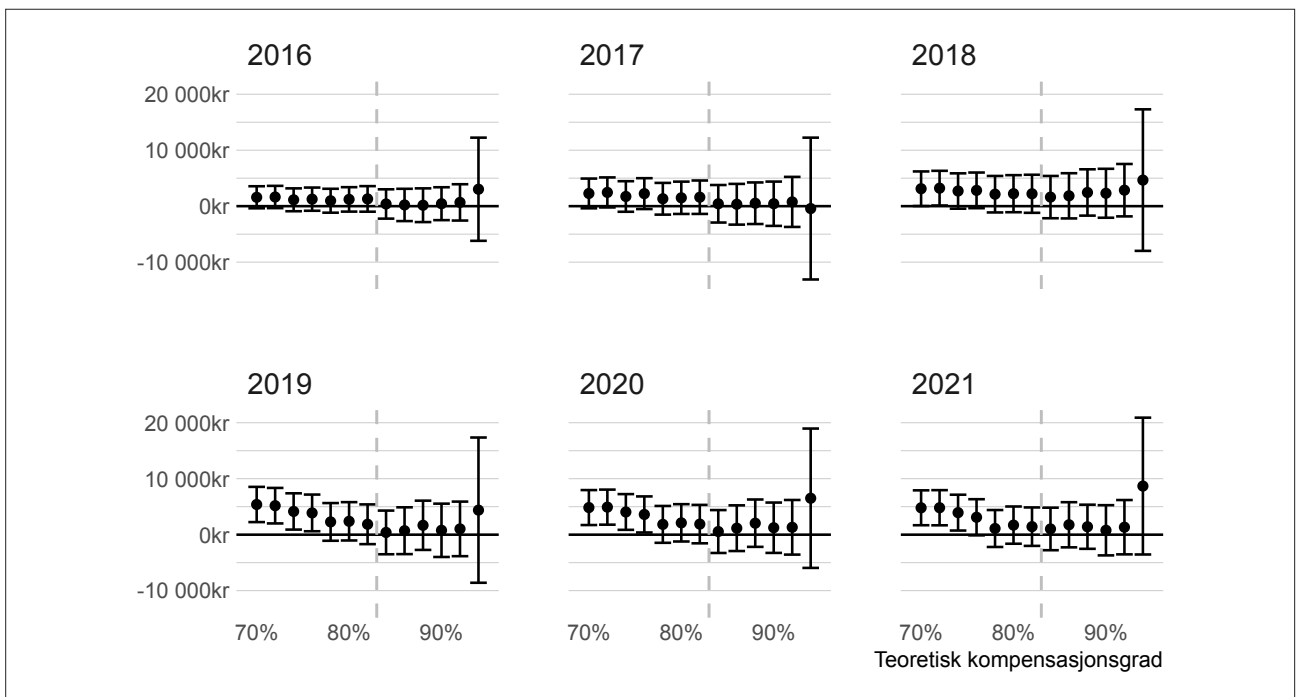 2016 2017 2018
20 000kr
10 000kr
0kr
-10 000kr
2019 2020 2021
20 000kr
10 000kr
0kr
-10 000kr
70% 80% 90% 70% 80% 90% 70% 80% 90%
Teoretisk kompensasjonsgrad